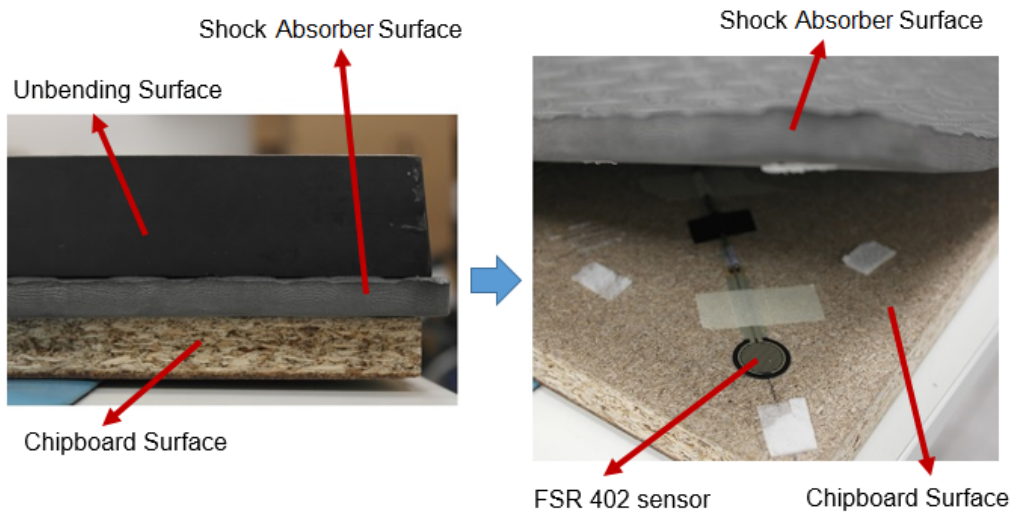 Shock Absorber Surface
Unbending Surface
Chipboard Surface
Shock Absorber Surface
FSR 402 sensor
Chipboard Surface